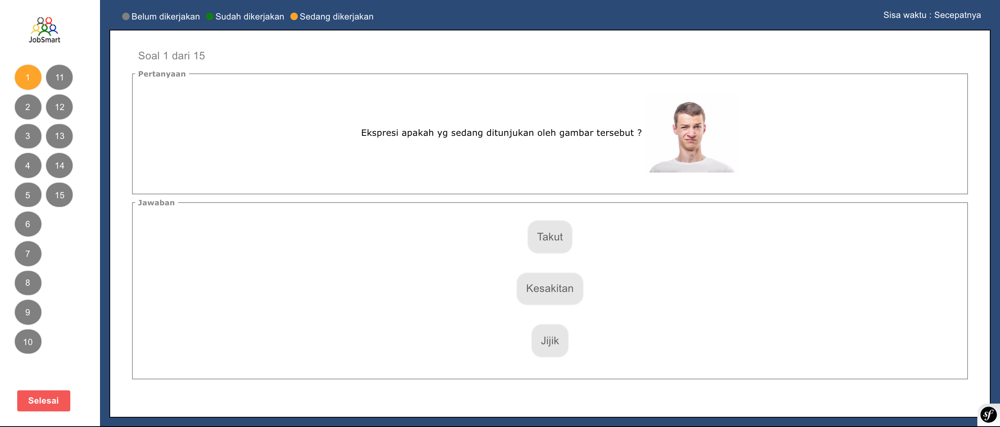 JobSmart
Belum dikerjakan Sudah dikerjakan Sedang dikerjakan
Sisa waktu : Secepatnya
1 11
2 12
3 13
4 14
5 15
6
7
8
9
10
Selesai
Soal 1 dari 15
Pertanyaan
Ekspresi apakah yg sedang ditunjukan oleh gambar tersebut ?
Jawaban
Takut
Kesakitan
Jijik
sf